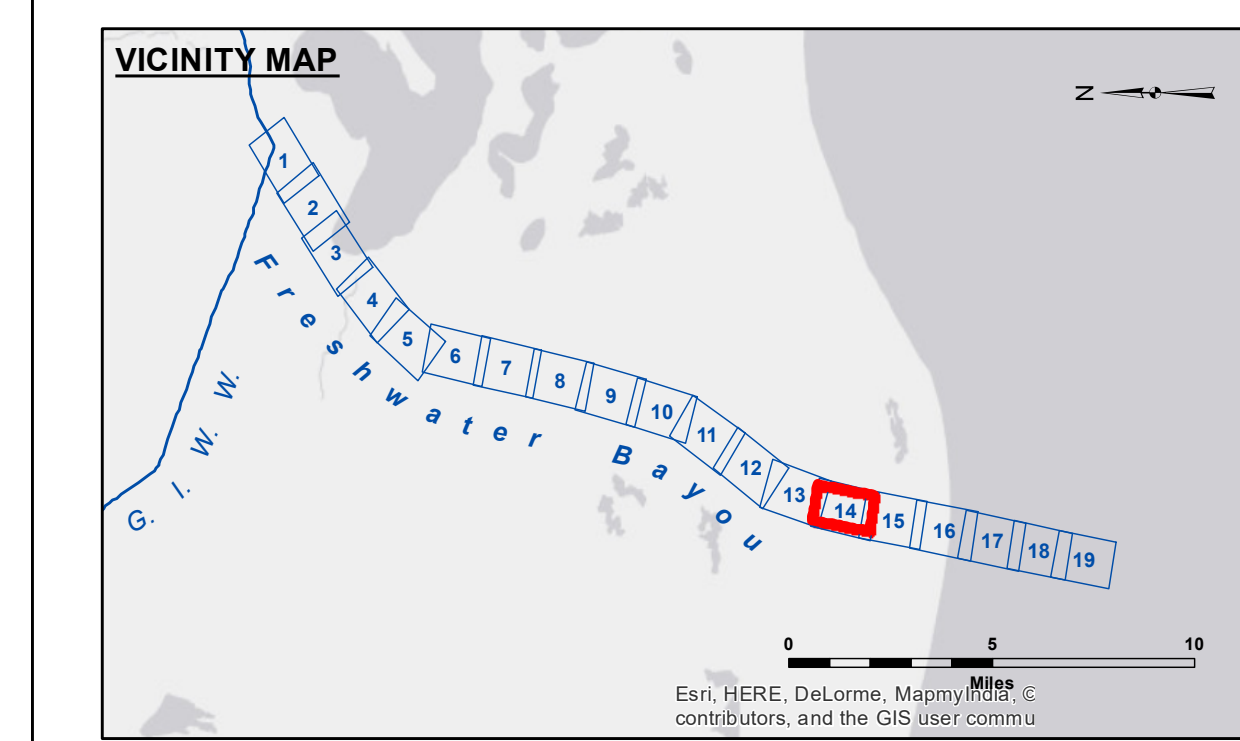 VICINITY MAP
N
1
2
3
4
5
6
7
8
9
10
11
12
13
14
15
16
17
18
19
Freshwater Bayou
G. I. W. W.
0 5 10
Miles
Esri, HERE, DeLorme, MapmyIndia, ©
contributors, and the GIS user commu